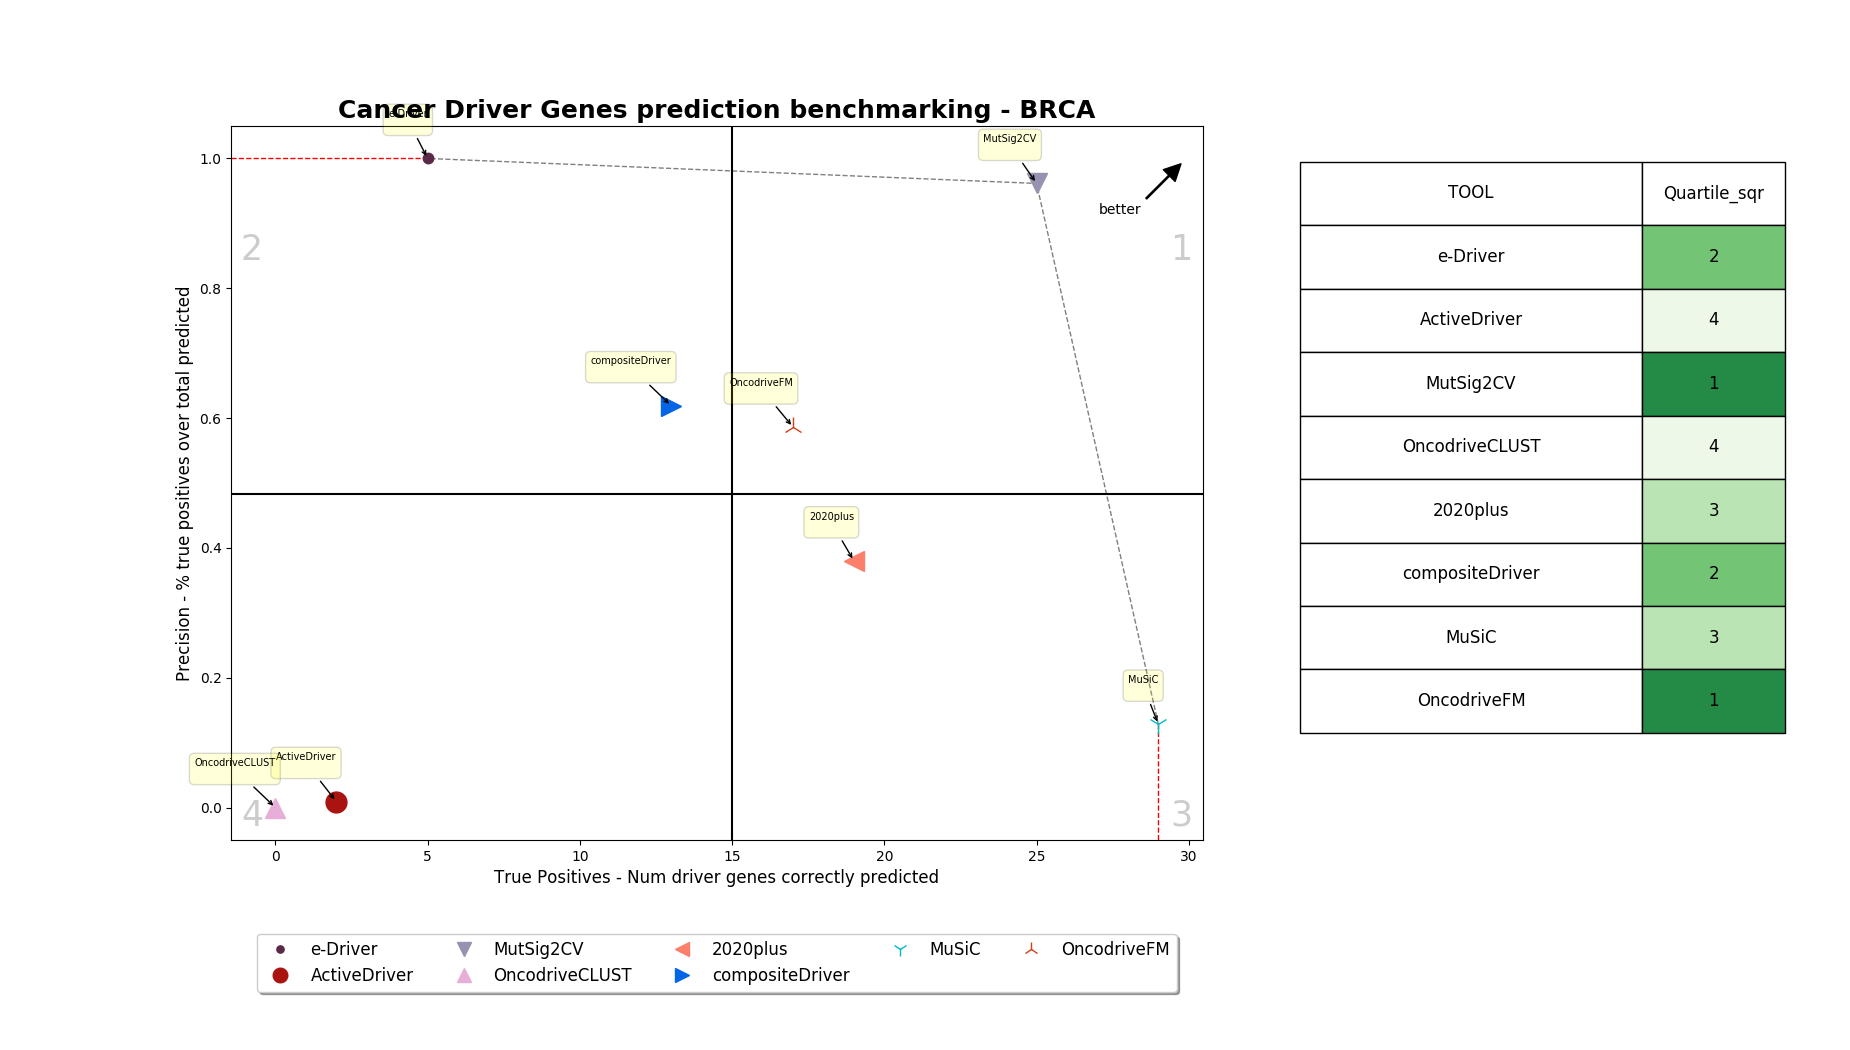 Cancer Driver Genes prediction benchmarking - BRCA
e-Driver
MutSig2CV
better
2
1
compositeDriver
OncodriveFM
2020plus
MuSiC
OncodriveCLUST
ActiveDriver
4
3
1.0
0.8
0.6
0.4
0.2
0.0
Precision - % true positives over total predicted
0 5 10 15 20 25 30
True Positives - Num driver genes correctly predicted
e-Driver MutSig2CV 2020plus MuSiC OncodriveFM
ActiveDriver OncodriveCLUST compositeDriver
TOOL Quartile_sqr
e-Driver 2
ActiveDriver 4
MutSig2CV 1
OncodriveCLUST 4
2020plus 3
compositeDriver 2
MuSiC 3
OncodriveFM 1